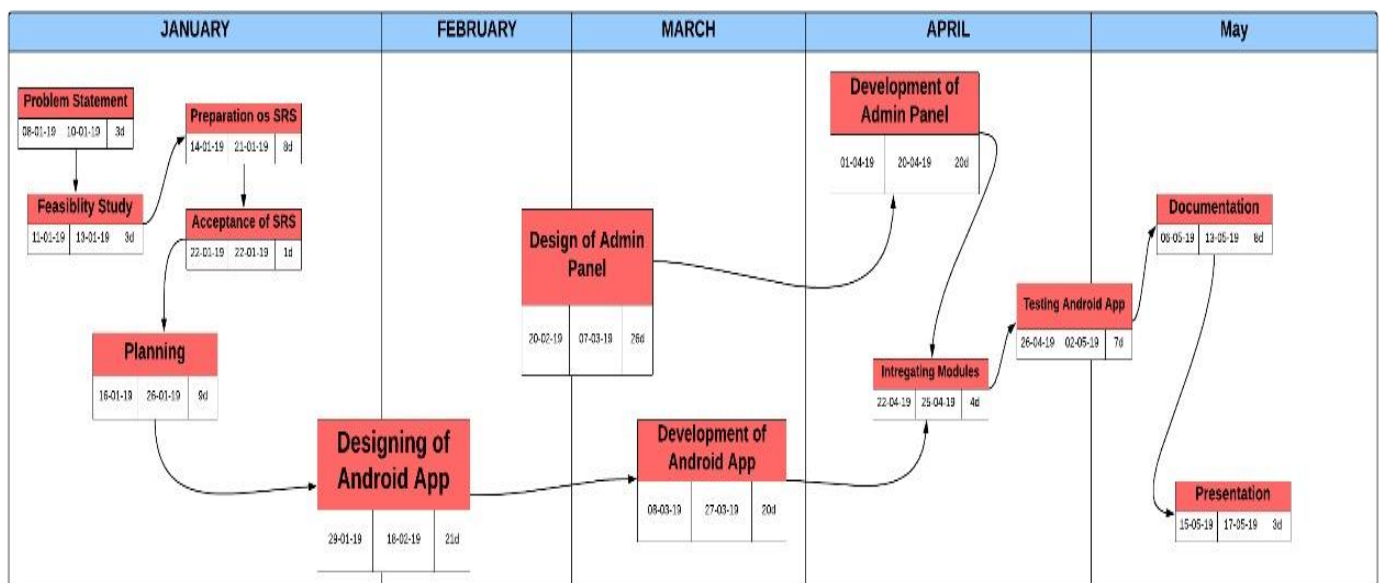 JANUARY
FEBRUARY
MARCH
APRIL
May
Problem Statement
08-01-19 10-01-19 3d
Feasiblity Study
11-01-19 13-01-19 3d
Preparation os SRS
14-01-19 21-01-19 8d
Acceptance of SRS
22-01-19 22-01-19 1d
Planning
16-01-19 26-01-19 9d
Designing of
Android App
29-01-19 18-02-19 21d
Design of Admin
Panel
20-02-19 07-03-19 26d
Development of
Android App
08-03-19 27-03-19 20d
Development of
Admin Panel
01-04-19 20-04-19 20d
Intregating Modules
22-04-19 25-04-19 4d
Testing Android App
26-04-19 02-05-19 7d
Documentation
06-05-19 13-05-19 8d
Presentation
15-05-19 17-05-19 3d